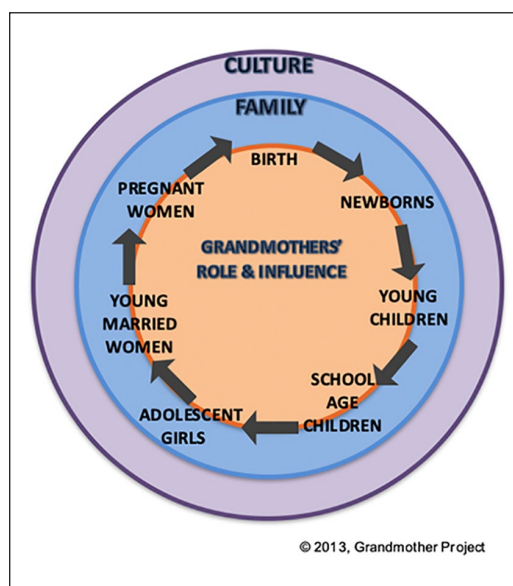 CULTURE
FAMILY
BIRTH
NEWBORNS
YOUNG
CHILDREN
SCHOOL
AGE
CHILDREN
ADOLESCENT
GIRLS
YOUNG
MARRIED
WOMEN
PREGNANT
WOMEN
GRANDMOTHERS'
ROLE & INFLUENCE
© 2013, Grandmother Project